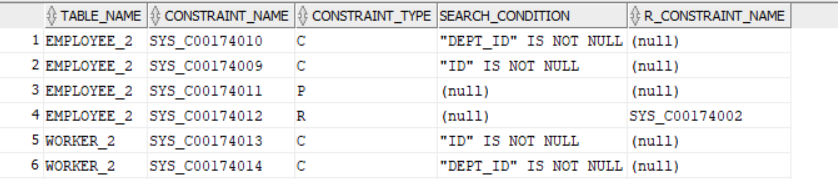 TABLE_NAME CONSTRAINT_NAME CONSTRAINT_TYPE SEARCH_CONDITION R_CONSTRAINT_NAME
1 EMPLOYEE_2 SYS_C00174010 C "DEPT_ID" IS NOT NULL (null)
2 EMPLOYEE_2 SYS_C00174009 C "ID" IS NOT NULL (null)
3 EMPLOYEE_2 SYS_C00174011 P (null) (null)
4 EMPLOYEE_2 SYS_C00174012 R (null) SYS_C00174002
5 WORKER_2 SYS_C00174013 C "ID" IS NOT NULL (null)
6 WORKER_2 SYS_C00174014 C "DEPT_ID" IS NOT NULL (null)